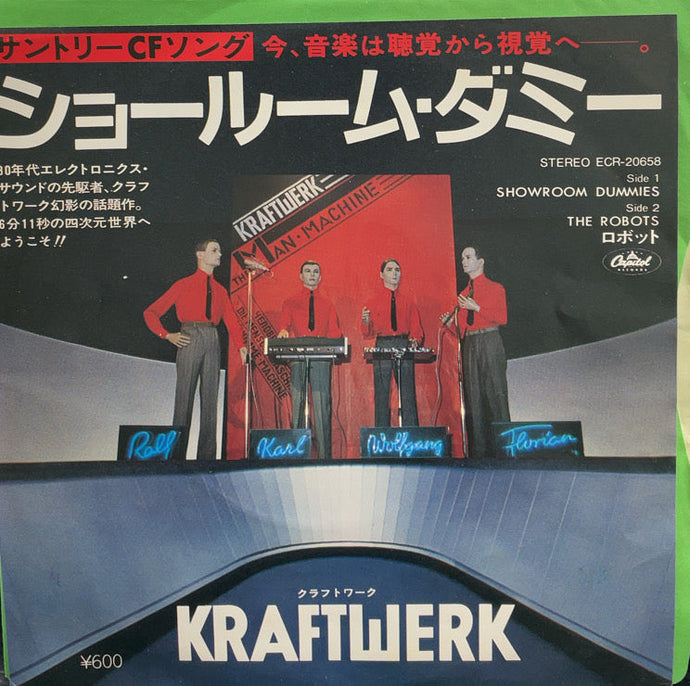 サントリーCFソング 今、音楽は聴覚から視覚へ――。
ショールーム・ダミー
80年代エレクトロニクス・
サウンドの先駆者、クラフ
トワーク幻影の話題作。
6分11秒の四次元世界へ
ようこそ!!
STEREO ECR-20658
Side 1
SHOWROOM DUMMIES
Side 2
THE ROBOTS
ロボット
Capitol
RECORDS
KRAFTWERK
THE MAN·MACHINE
Ralf
Karl
Wolfgang
Florian
クラフトワーク
KRAFTWERK
¥600